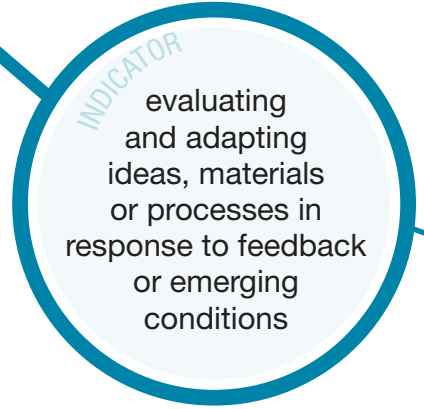 INDICATOR
evaluating
and adapting
ideas, materials
or processes in
response to feedback
or emerging
conditions